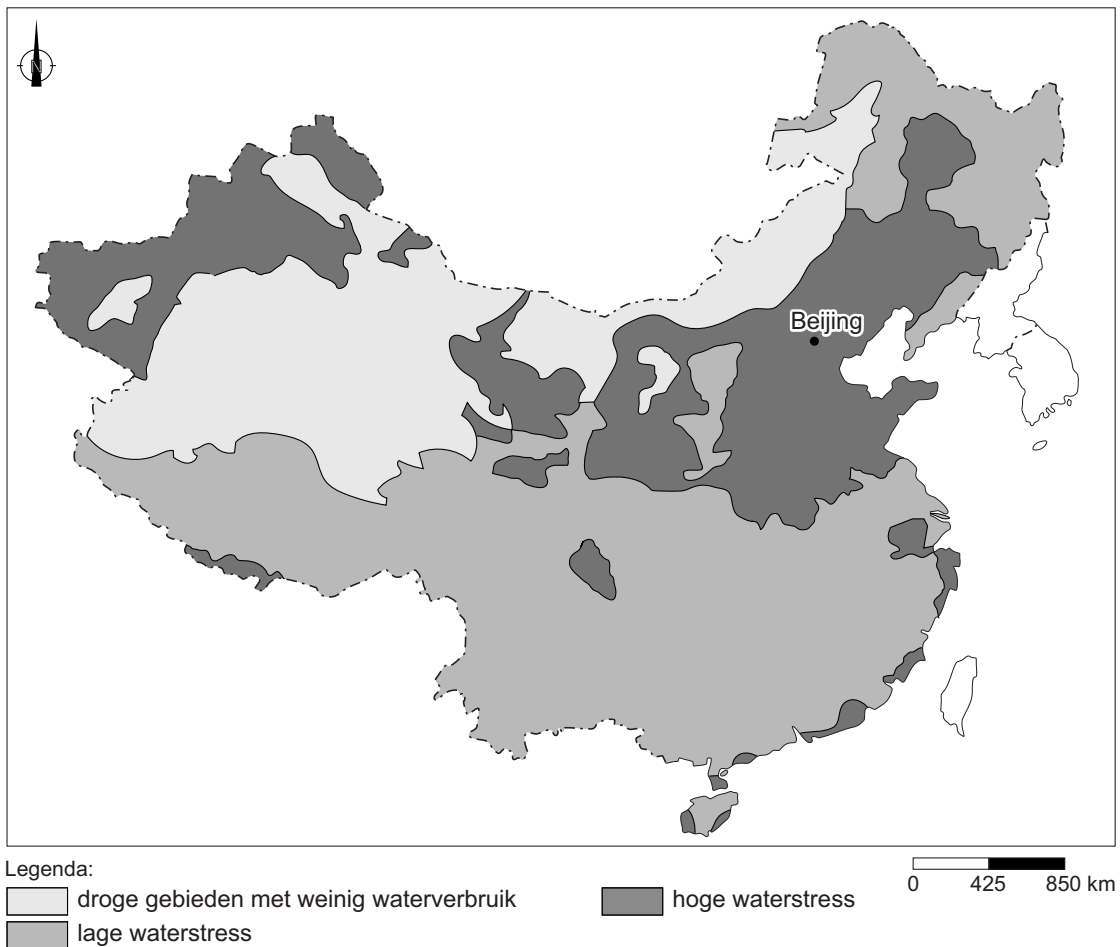 N
Beijing
Legenda:
droge gebieden met weinig waterverbruik
hoge waterstress
lage waterstress
0 425 850 km